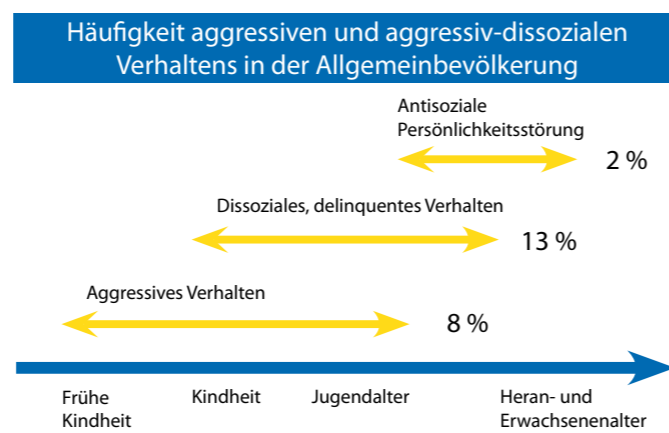 Häufigkeit aggressiven und aggressiv-dissozialen
Verhaltens in der Allgemeinbevölkerung
Antisoziale
Persönlichkeitsstörung
2 %
Dissoziales, delinquentes Verhalten
13 %
Aggressives Verhalten
8 %
Frühe
Kindheit
Kindheit
Jugendalter
Heran- und
Erwachsenenalter